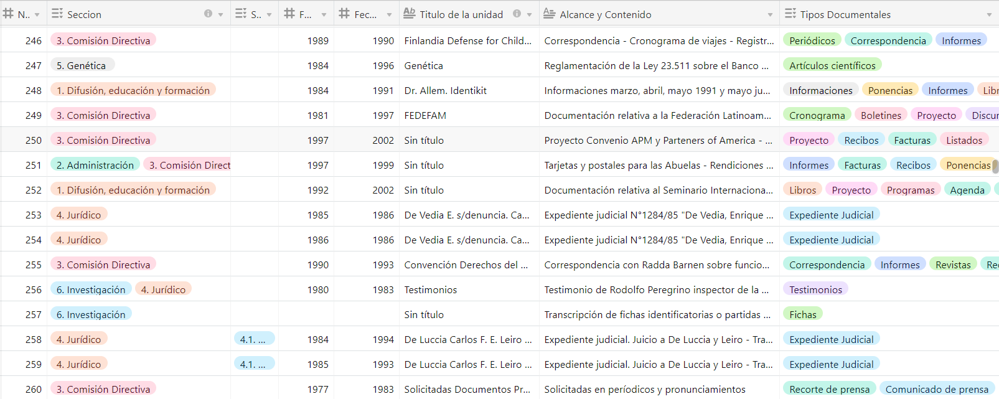 N.. Seccion S.. F... Fec... Titulo de la unidad Alcance y Contenido Tipos Documentales
246 3. Comisión Directiva 1989 1990 Finlandia Defense for Child... Correspondencia - Cronograma de viajes - Registr... Periódicos Correspondencia Informes
247 5. Genética 1984 1996 Genética Reglamentación de la Ley 23.511 sobre el Banco ... Artículos científicos
248 1. Difusión, educación y formación 1984 1991 Dr. Allem. Identikit Informaciones marzo, abril, mayo 1991 y mayo ju... Informaciones Ponencias Informes Libr
249 3. Comisión Directiva 1981 1997 FEDEFAM Documentación relativa a la Federación Latinoam... Cronograma Boletines Proyecto Discur
250 3. Comisión Directiva 1997 2002 Sin título Proyecto Convenio APM y Parteners of America - ... Proyecto Recibos Facturas Listados
251 2. Administración 3. Comisión Direct 1997 1999 Sin título Tarjetas y postales para las Abuelas - Rendiciones ... Informes Facturas Recibos Ponencias
252 1. Difusión, educación y formación 1992 2002 Sin título Documentación relativa al Seminario Internaciona... Libros Proyecto Programas Agenda
253 4. Jurídico 1985 1986 De Vedia E. s/denuncia. Ca... Expediente judicial N°1284/85 "De Vedia, Enrique ... Expediente Judicial
254 4. Jurídico 1986 1986 De Vedia E. s/denuncia. Ca... Expediente judicial N°1284/85 "De Vedia, Enrique ... Expediente Judicial
255 3. Comisión Directiva 1990 1993 Convención Derechos del ... Correspondencia con Radda Barnen sobre funcio... Correspondencia Informes Revistas Re
256 6. Investigación 4. Jurídico 1980 1983 Testimonios Testimonio de Rodolfo Peregrino inspector de la ... Testimonios
257 6. Investigación Sin título Transcripción de fichas identificatorias o partidas ... Fichas
258 4. Jurídico 4.1. ... 1984 1994 De Luccia Carlos F. E. Leiro ... Expediente judicial. Juicio a De Luccia y Leiro - Tra... Expediente Judicial
259 4. Jurídico 4.1. ... 1985 1993 De Luccia Carlos F. E. Leiro ... Expediente judicial. Juicio a De Luccia y Leiro - Tra... Expediente Judicial
260 3. Comisión Directiva 1977 1983 Solicitadas Documentos Pr... Solicitadas en períodicos y pronunciamientos Recorte de prensa Comunicado de prensa